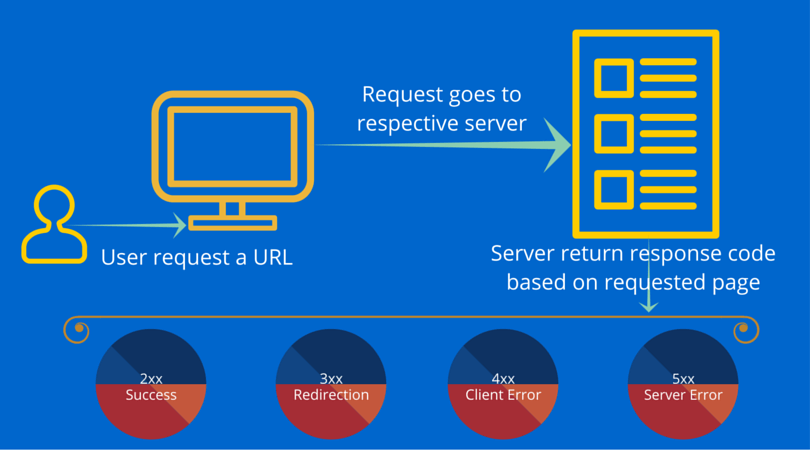 Request goes to
respective server
User request a URL
Server return response code
based on requested page
2xx
Success
3xx
Redirection
4xx
Client Error
5xx
Server Error